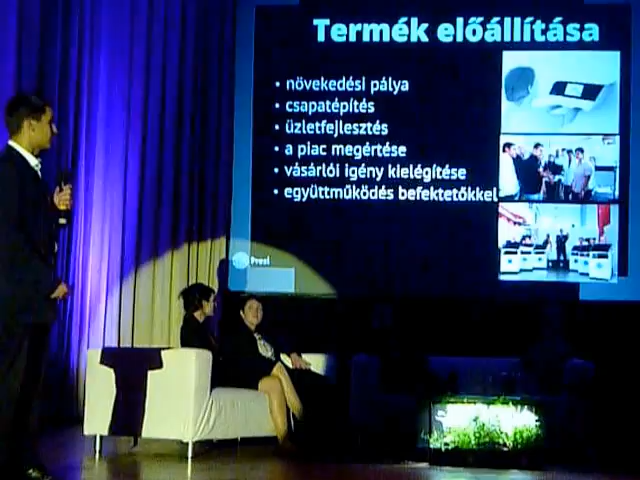 Termék előállítása
• növekedési pálya
• csapatépítés
• üzletfejlesztés
• a piac megértése
• vásárlói igény kielégítése
• együttműködés befektetőkkel
Prezi